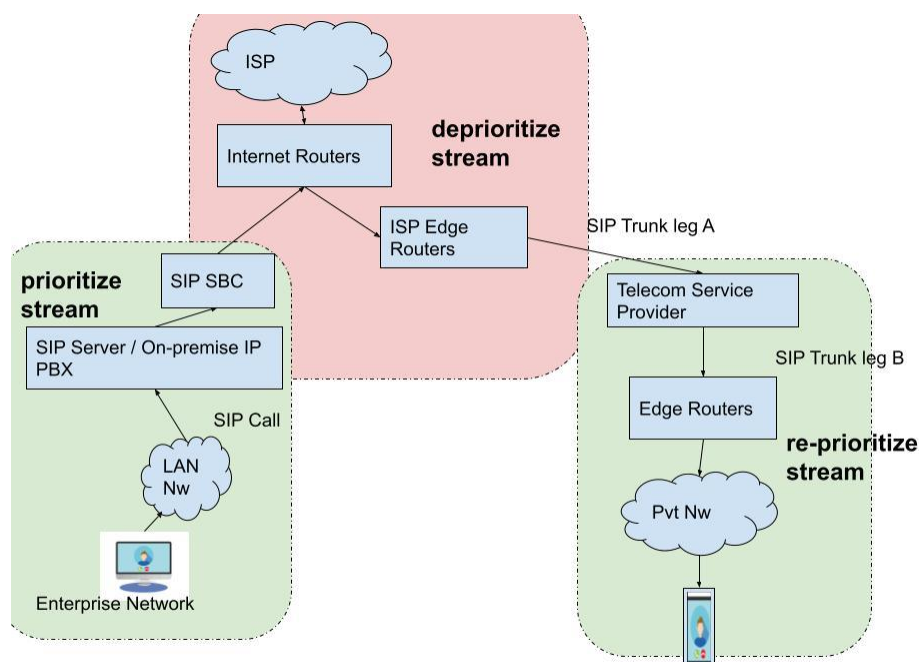 ISP
Internet Routers
deprioritize
stream
ISP Edge
Routers
SIP Trunk leg A
prioritize
stream
SIP SBC
SIP Server / On-premise IP
PBX
SIP Call
LAN
Nw
Enterprise Network
Telecom Service
Provider
SIP Trunk leg B
Edge Routers
re-prioritize
stream
Pvt Nw